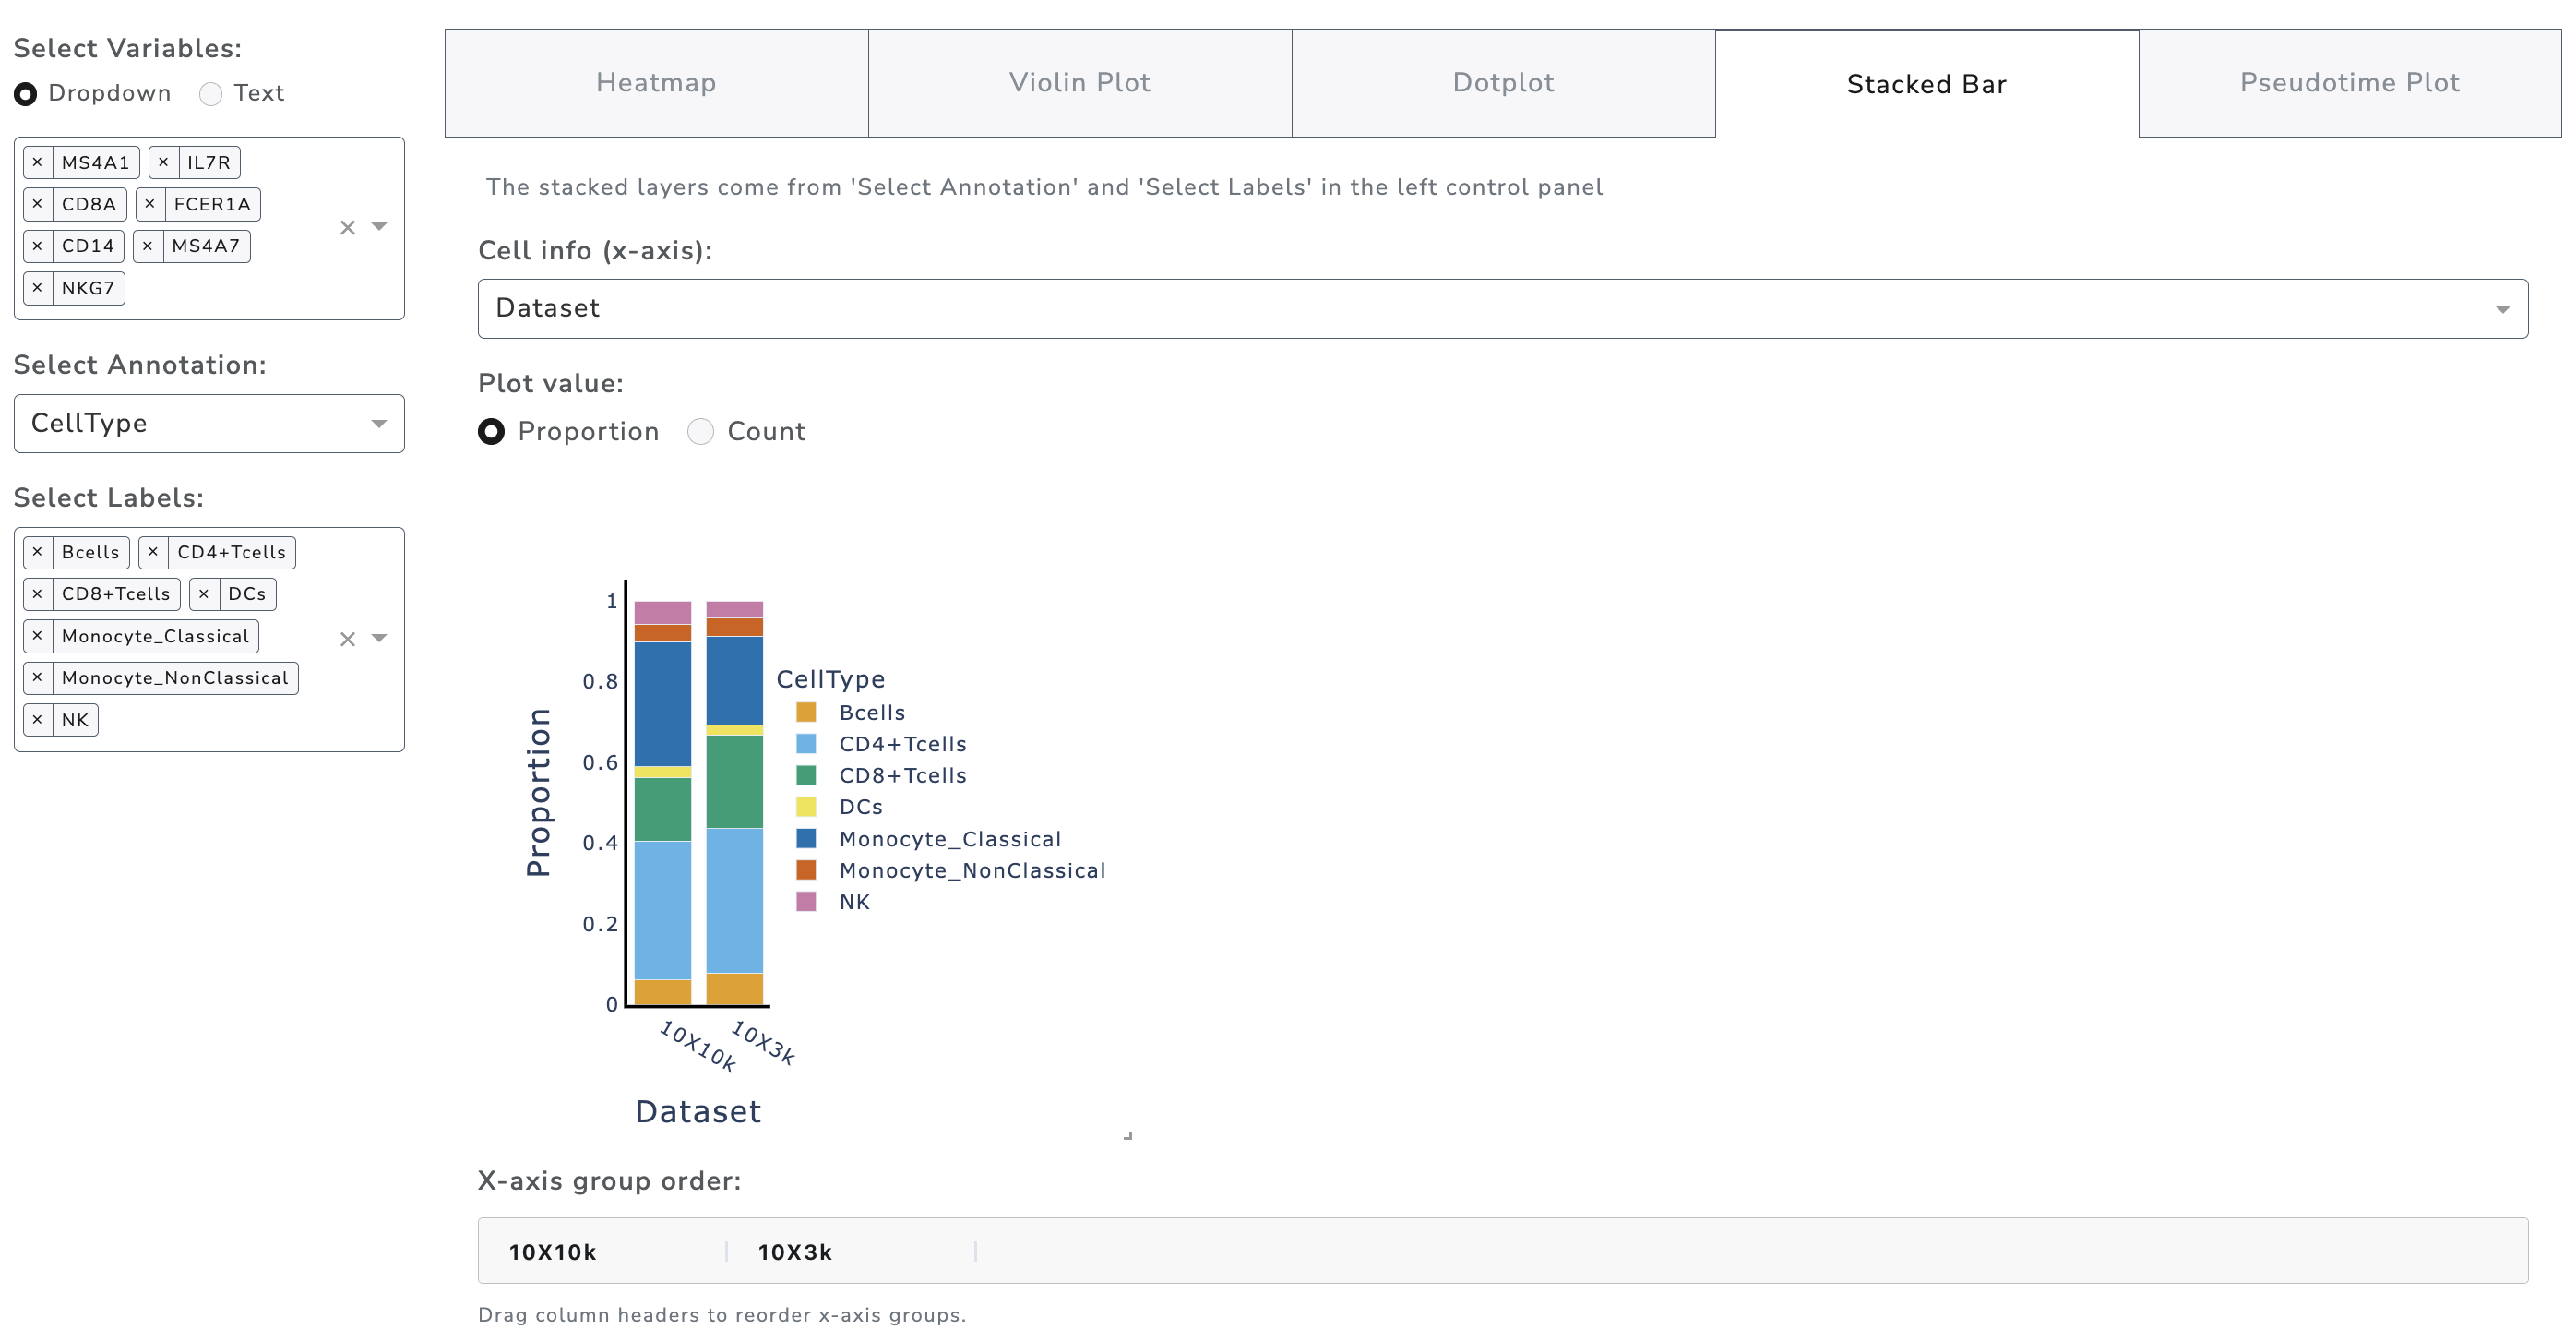 Select Variables:
Dropdown Text
× MS4A1 × IL7R
× CD8A × FCER1A
× CD14 × MS4A7
× NKG7
Select Annotation:
CellType
Select Labels:
× Bcells × CD4+Tcells
× CD8+Tcells × DCs
× Monocyte_Classical
× Monocyte_NonClassical
× NK
Heatmap Violin Plot Dotplot Stacked Bar Pseudotime Plot
The stacked layers come from 'Select Annotation' and 'Select Labels' in the left control panel
Cell info (x-axis):
Dataset
Plot value:
Proportion Count
Proportion
1
0.8
0.6
0.4
0.2
0
10X10k
10X3k
Dataset
CellType
Bcells
CD4+Tcells
CD8+Tcells
DCs
Monocyte_Classical
Monocyte_NonClassical
NK
X-axis group order:
10X10k 10X3k
Drag column headers to reorder x-axis groups.